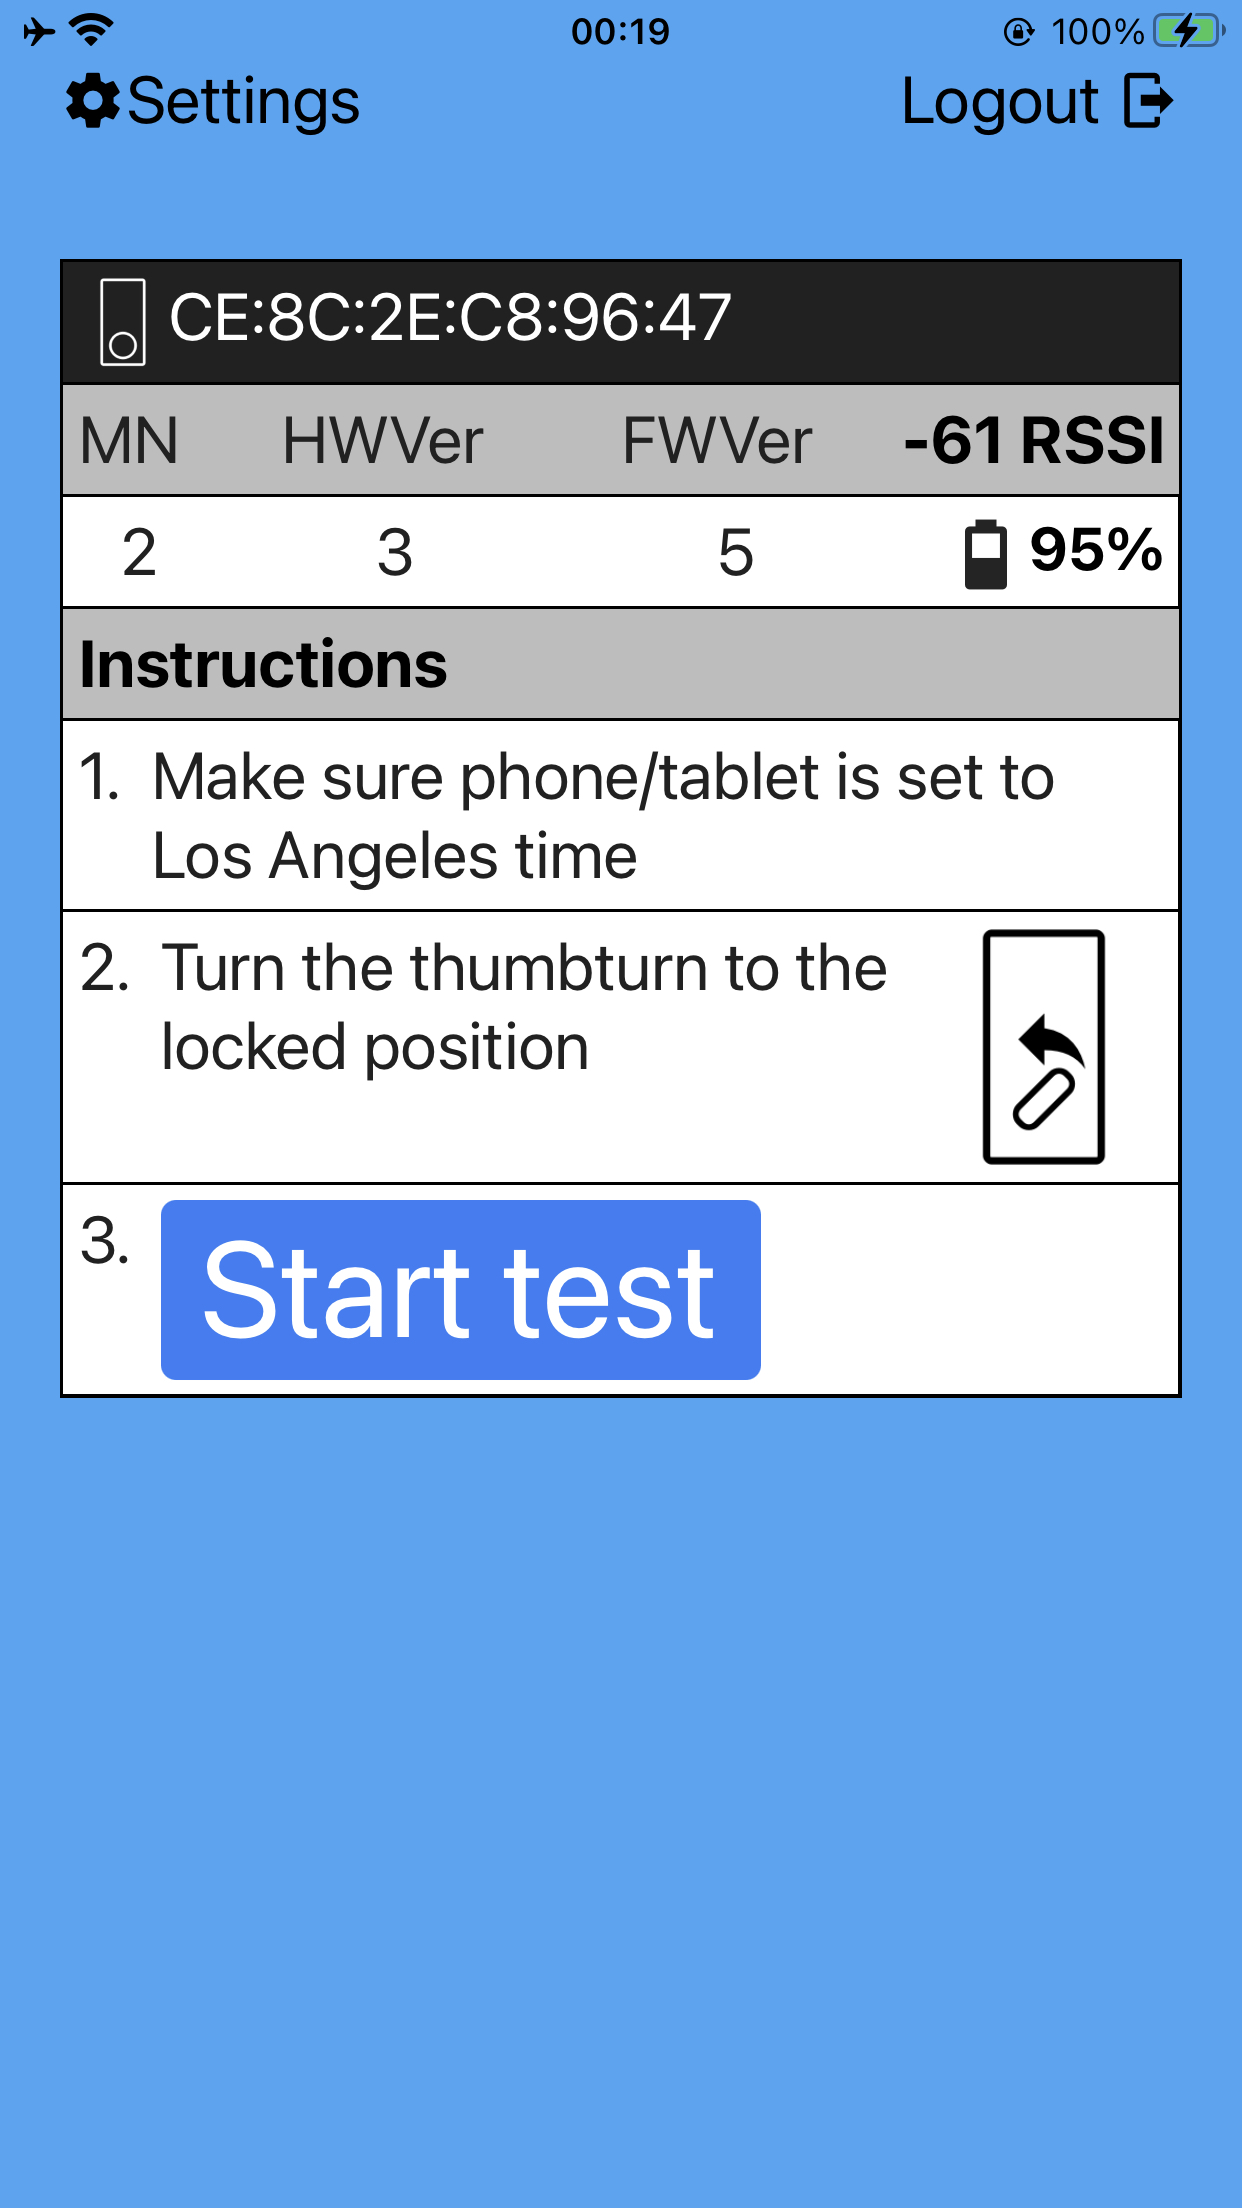 00:19
100%
Settings
Logout
CE:8C:2E:C8:96:47
MN HWVer FWVer -61 RSSI
2 3 5 95%
Instructions
1. Make sure phone/tablet is set to
Los Angeles time
2. Turn the thumbturn to the
locked position
3. Start test